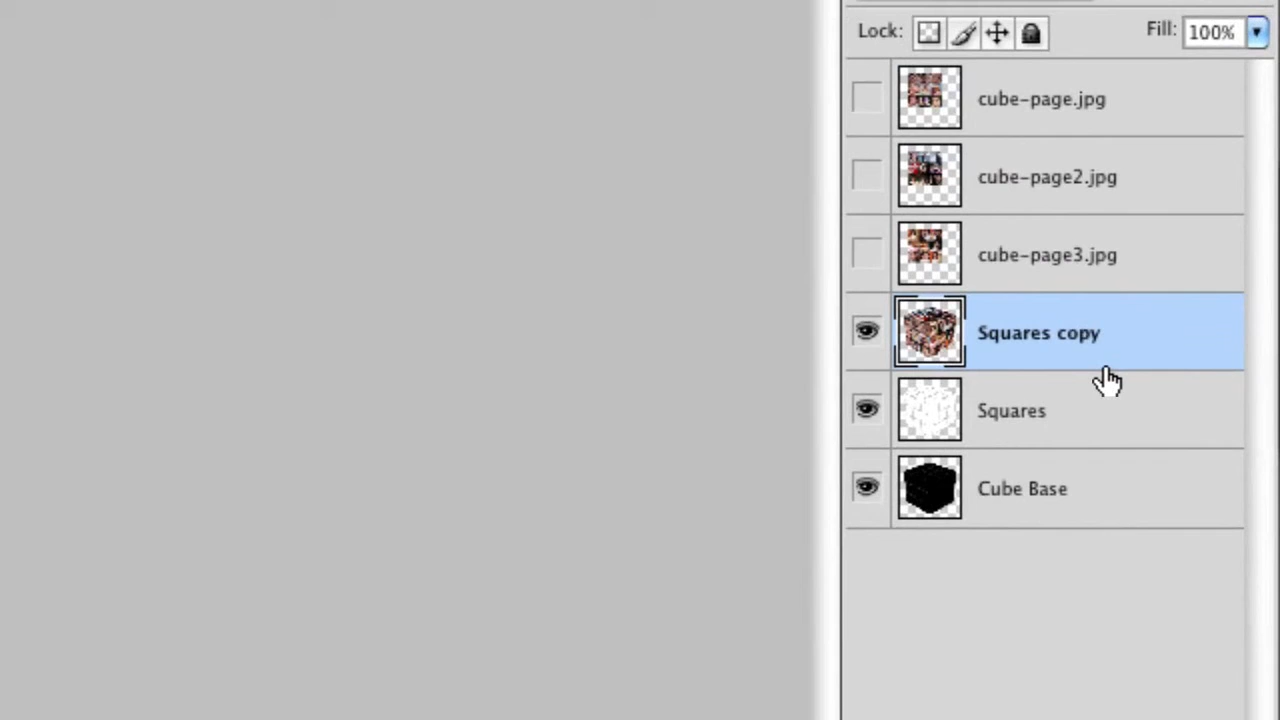 Lock: Fill: 100%
cube-page.jpg
cube-page2.jpg
cube-page3.jpg
Squares copy
Squares
Cube Base